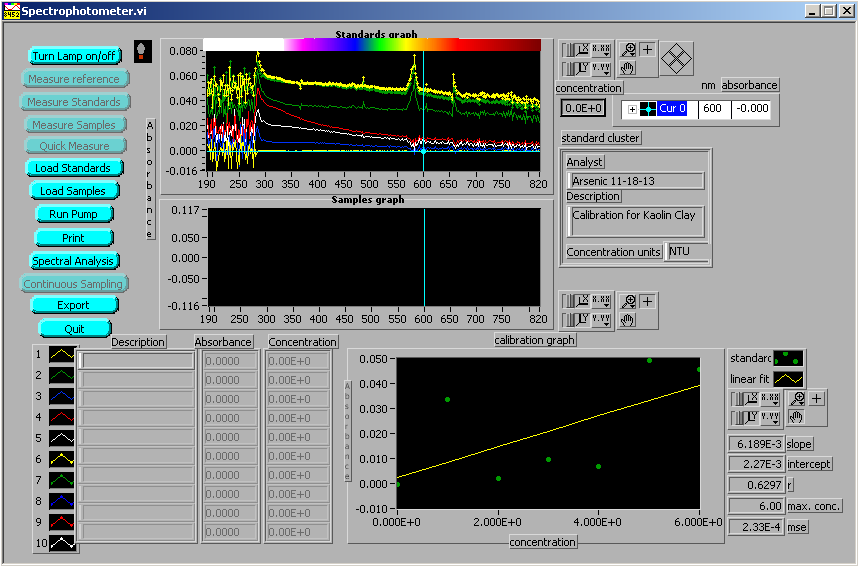 Spectrophotometer.vi
Turn Lamp on/off
Measure reference
Measure Standards
Measure Samples
Quick Measure
Load Standards
Load Samples
Run Pump
Print
Spectral Analysis
Continuous Sampling
Export
Quit
Standards graph
Absorbance
0.080
0.060
0.040
0.020
0.000
-0.016
190 250 300 350 400 450 500 550 600 650 700 750 820
Samples graph
0.117
0.050
0.000
-0.050
-0.116
190 250 300 350 400 450 500 550 600 650 700 750 820
X.XX
Y.YY
concentration
0.0E+0
nm absorbance
Cur 0 600 -0.000
standard cluster
Analyst
Arsenic 11-18-13
Description
Calibration for Kaolin Clay
Concentration units NTU
X.XX
Y.YY
Description Absorbance Concentration
1 0.0000 0.00E+0
2 0.0000 0.00E+0
3 0.0000 0.00E+0
4 0.0000 0.00E+0
5 0.0000 0.00E+0
6 0.0000 0.00E+0
7 0.0000 0.00E+0
8 0.0000 0.00E+0
9 0.0000 0.00E+0
10 0.0000 0.00E+0
calibration graph
Absorbance
0.050
0.040
0.030
0.020
0.010
0.000
-0.010
0.000E+0 2.000E+0 4.000E+0 6.000E+0
concentration
standard
linear fit
X.XX
Y.YY
6.189E-3 slope
2.27E-3 intercept
0.6297 r
6.00 max. conc.
2.33E-4 mse